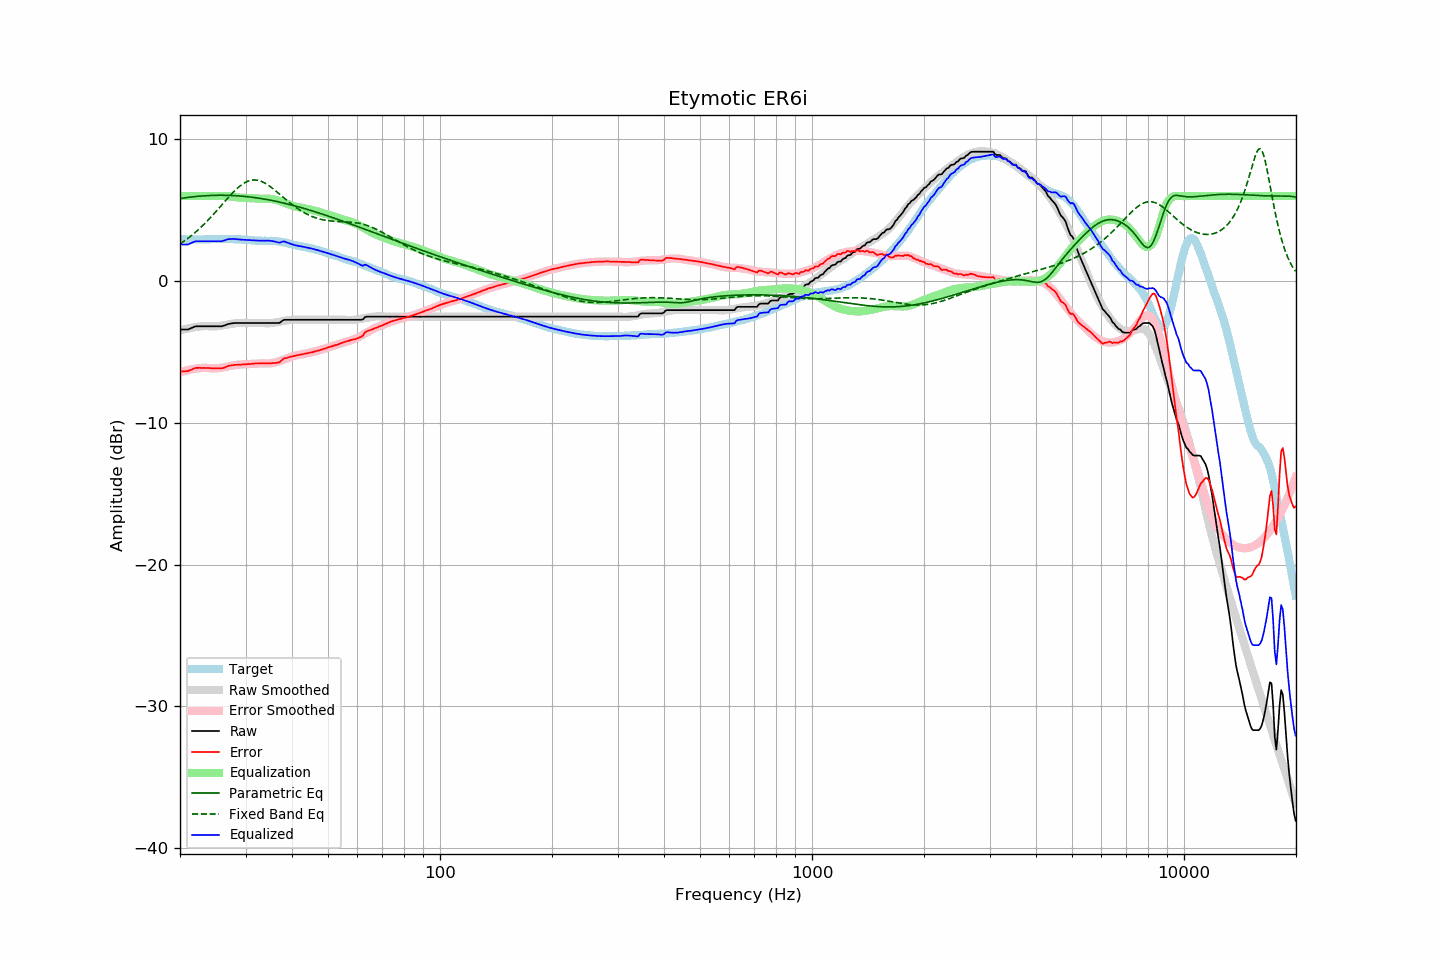 Etymotic ER6i
10
0
−10
−20
−30
−40
Amplitude (dBr)
Target
Raw Smoothed
Error Smoothed
Raw
Error
Equalization
Parametric Eq
Fixed Band Eq
Equalized
100
1000
10000
Frequency (Hz)